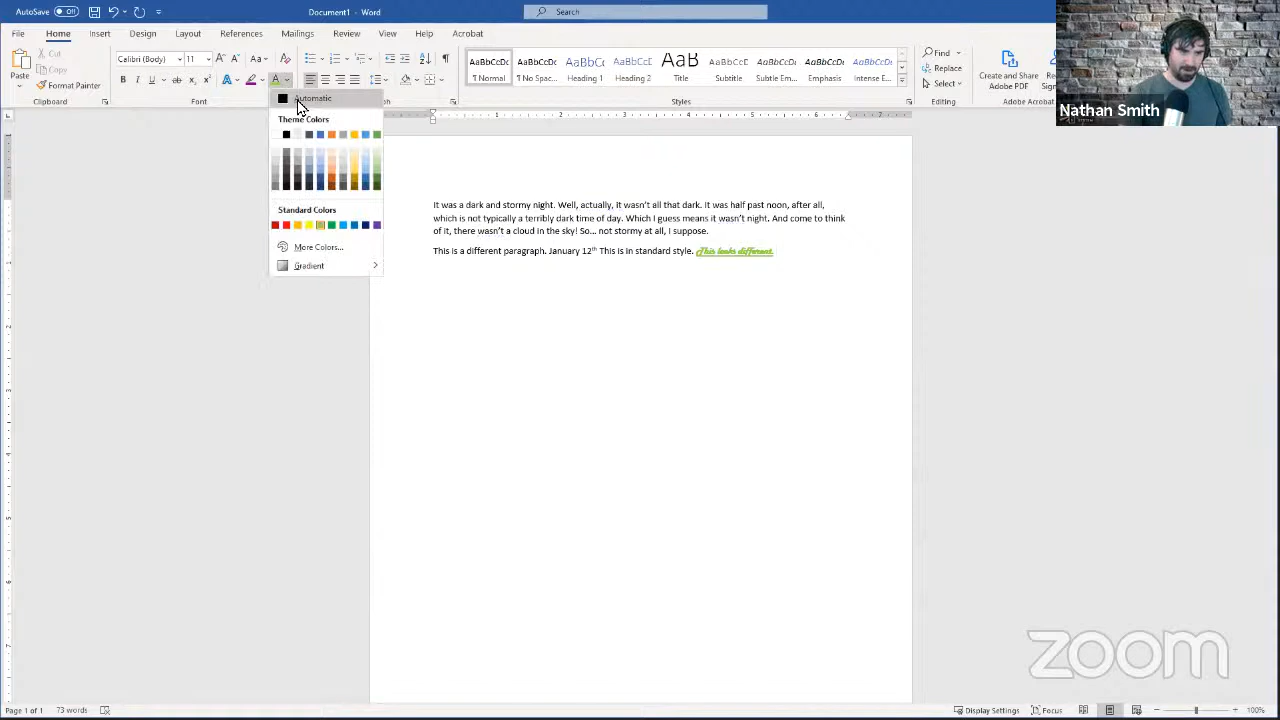 AutoSave Off Document1 - Word Search
File Home Insert Design Layout References Mailings Review View Help Acrobat
Paste Cut Copy Format Painter
Calibri (Body) 11
AaBbCcDc AaBbCcDc AaBbCc AaBbCcC AaB AaBbCcC AaBbCcDc AaBbCcDc AaBbCcDc
¶ Normal ¶ No Spac... Heading 1 Heading 2 Title Subtitle Subtle Em... Emphasis Intense E...
Find
Replace
Select
Create and Share
Adobe PDF
Clipboard Font Styles Editing
Nathan Smith
Automatic
Theme Colors
Standard Colors
More Colors...
Gradient
It was a dark and stormy night. Well, actually, it wasn't all that dark. It was half past noon, after all,
which is not typically a terribly dark time of day. Which I guess means it wasn't night. And come to think
of it, there wasn't a cloud in the sky! So... not stormy at all, I suppose.
This is a different paragraph. January 12th This is in standard style. This looks different.
zoom
Page 1 of 1 73 words Display Settings Focus 100%